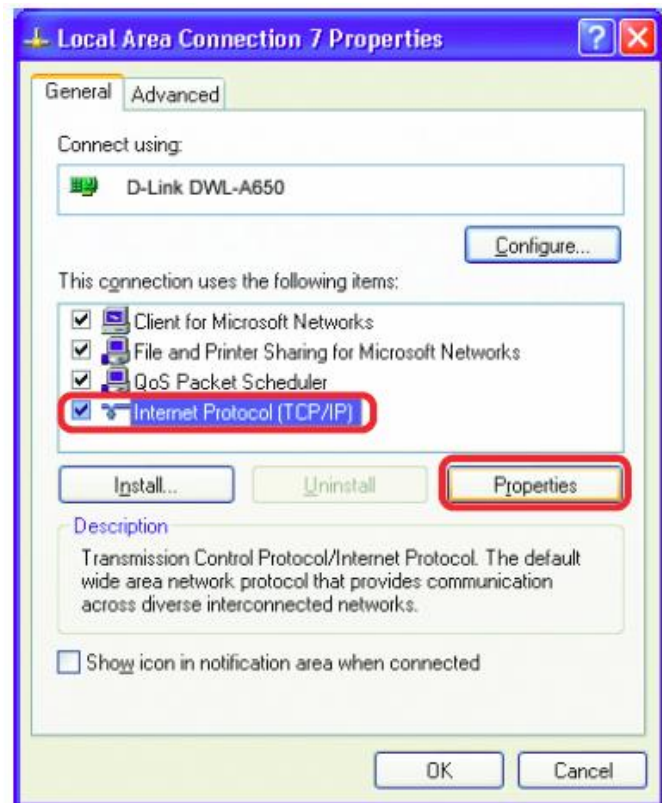 Local Area Connection 7 Properties
General
Advanced
Connect using:
D-Link DWL-A650
Configure...
This connection uses the following items:
Client for Microsoft Networks
File and Printer Sharing for Microsoft Networks
QoS Packet Scheduler
Internet Protocol (TCP/IP)
Install...
Uninstall
Properties
Description
Transmission Control Protocol/Internet Protocol. The default
wide area network protocol that provides communication
across diverse interconnected networks.
Show icon in notification area when connected
OK
Cancel